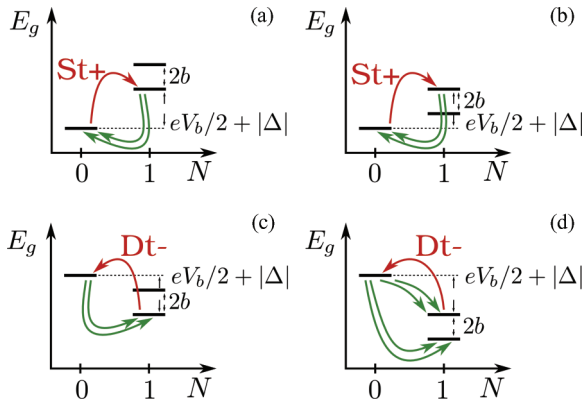 E_g (a)
St+
2b
eV_b/2 + |Δ|
0 1 N
E_g (b)
St+
2b
eV_b/2 + |Δ|
0 1 N
E_g (c)
Dt-
eV_b/2 + |Δ|
2b
0 1 N
E_g (d)
Dt-
eV_b/2 + |Δ|
2b
0 1 N